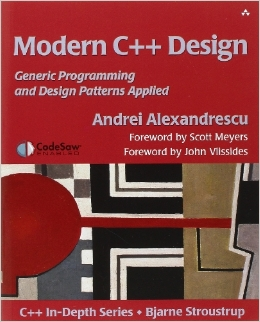 Modern C++ Design
Generic Programming
and Design Patterns Applied
Andrei Alexandrescu
Foreword by Scott Meyers
Foreword by John Vlissides
CodeSaw
ENABLED
C++ In-Depth Series • Bjarne Stroustrup